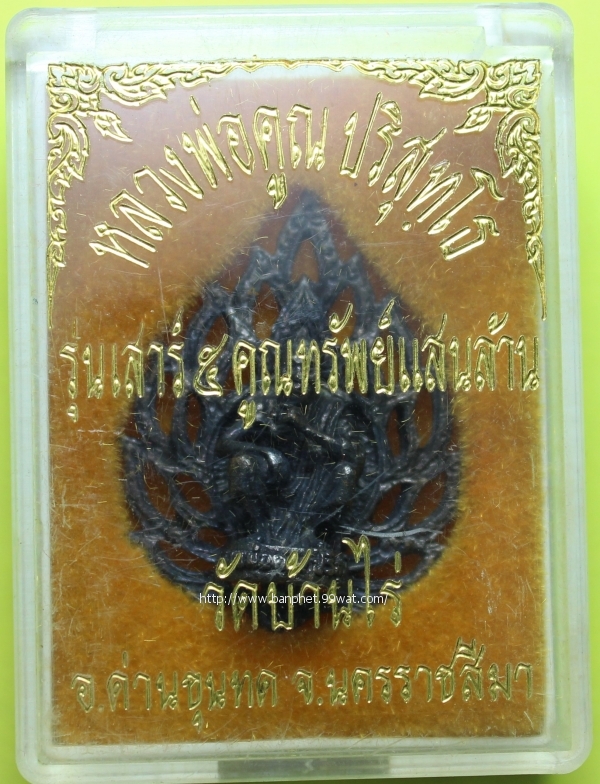 หลวงพ่อคูณ ปริสุทฺโธ
รุ่นเสาร์ ๕ คูณทรัพย์แสนล้าน
วัดบ้านไร่
http://www.banphet.99wat.com/
อ.ด่านขุนทด จ.นครราชสีมา